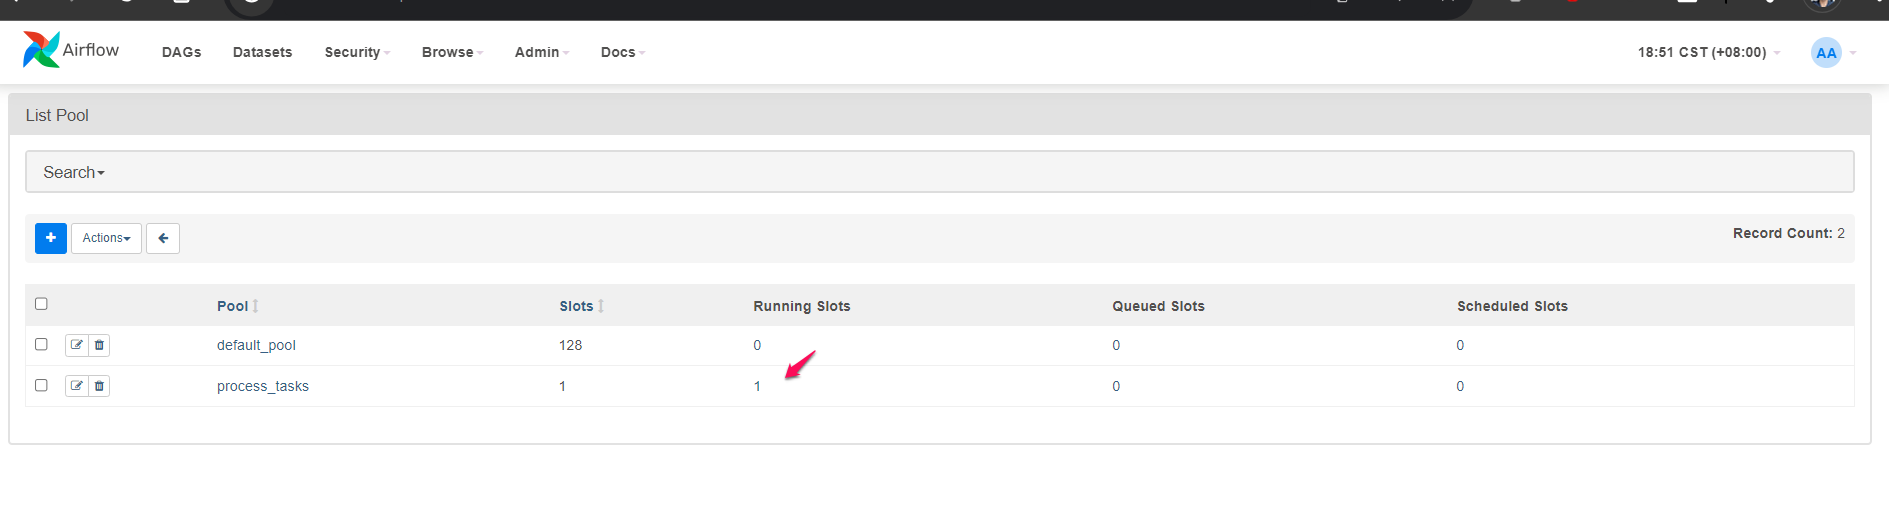 Airflow DAGs Datasets Security Browse Admin Docs 18:51 CST (+08:00) AA
List Pool
Search
Actions Record Count: 2
Pool Slots Running Slots Queued Slots Scheduled Slots
default_pool 128 0 0 0
process_tasks 1 1 0 0